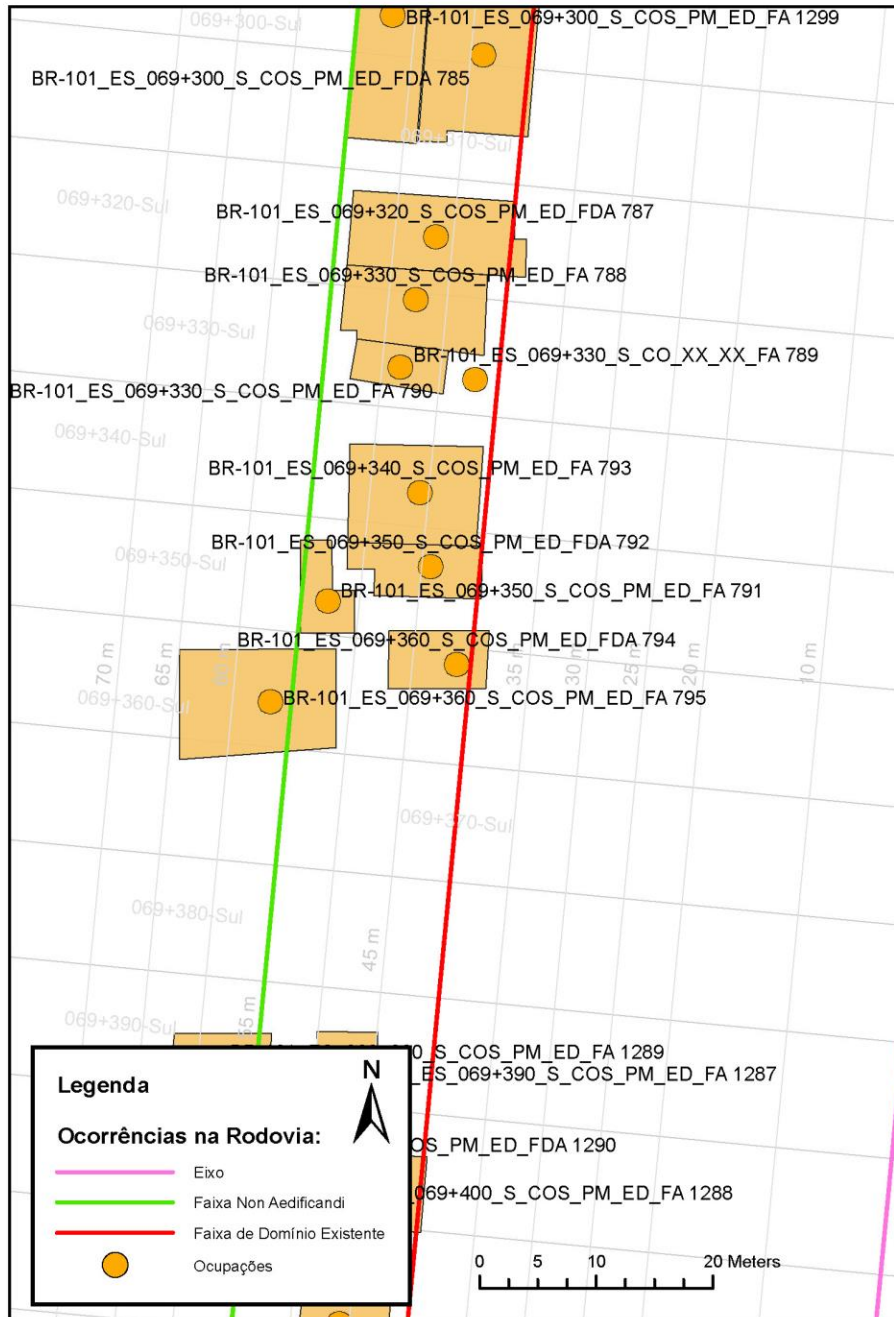 069+300-Sul
BR-101_ES_069+300_S_COS_PM_ED_FA 1299
BR-101_ES_069+300_S_COS_PM_ED_FDA 785
069+310-Sul
069+320-Sul
BR-101_ES_069+320_S_COS_PM_ED_FDA 787
BR-101_ES_069+330_S_COS_PM_ED_FA 788
069+330-Sul
BR-101_ES_069+330_S_CO_XX_XX_FA 789
BR-101_ES_069+330_S_COS_PM_ED_FA 790
069+340-Sul
BR-101_ES_069+340_S_COS_PM_ED_FA 793
BR-101_ES_069+350_S_COS_PM_ED_FDA 792
069+350-Sul
BR-101_ES_069+350_S_COS_PM_ED_FA 791
BR-101_ES_069+360_S_COS_PM_ED_FDA 794
70 m 65 m 60 m 35 m 30 m 25 m 20 m 10 m
069+360-Sul
BR-101_ES_069+360_S_COS_PM_ED_FA 795
069+370-Sul
069+380-Sul
45 m
55 m
069+390-Sul
0_S_COS_PM_ED_FA 1289
ES_069+390_S_COS_PM_ED_FA 1287
OS_PM_ED_FDA 1290
069+400_S_COS_PM_ED_FA 1288
Legenda
N
Ocorrências na Rodovia:
Eixo
Faixa Non Aedificandi
Faixa de Domínio Existente
Ocupações
0 5 10 20 Meters